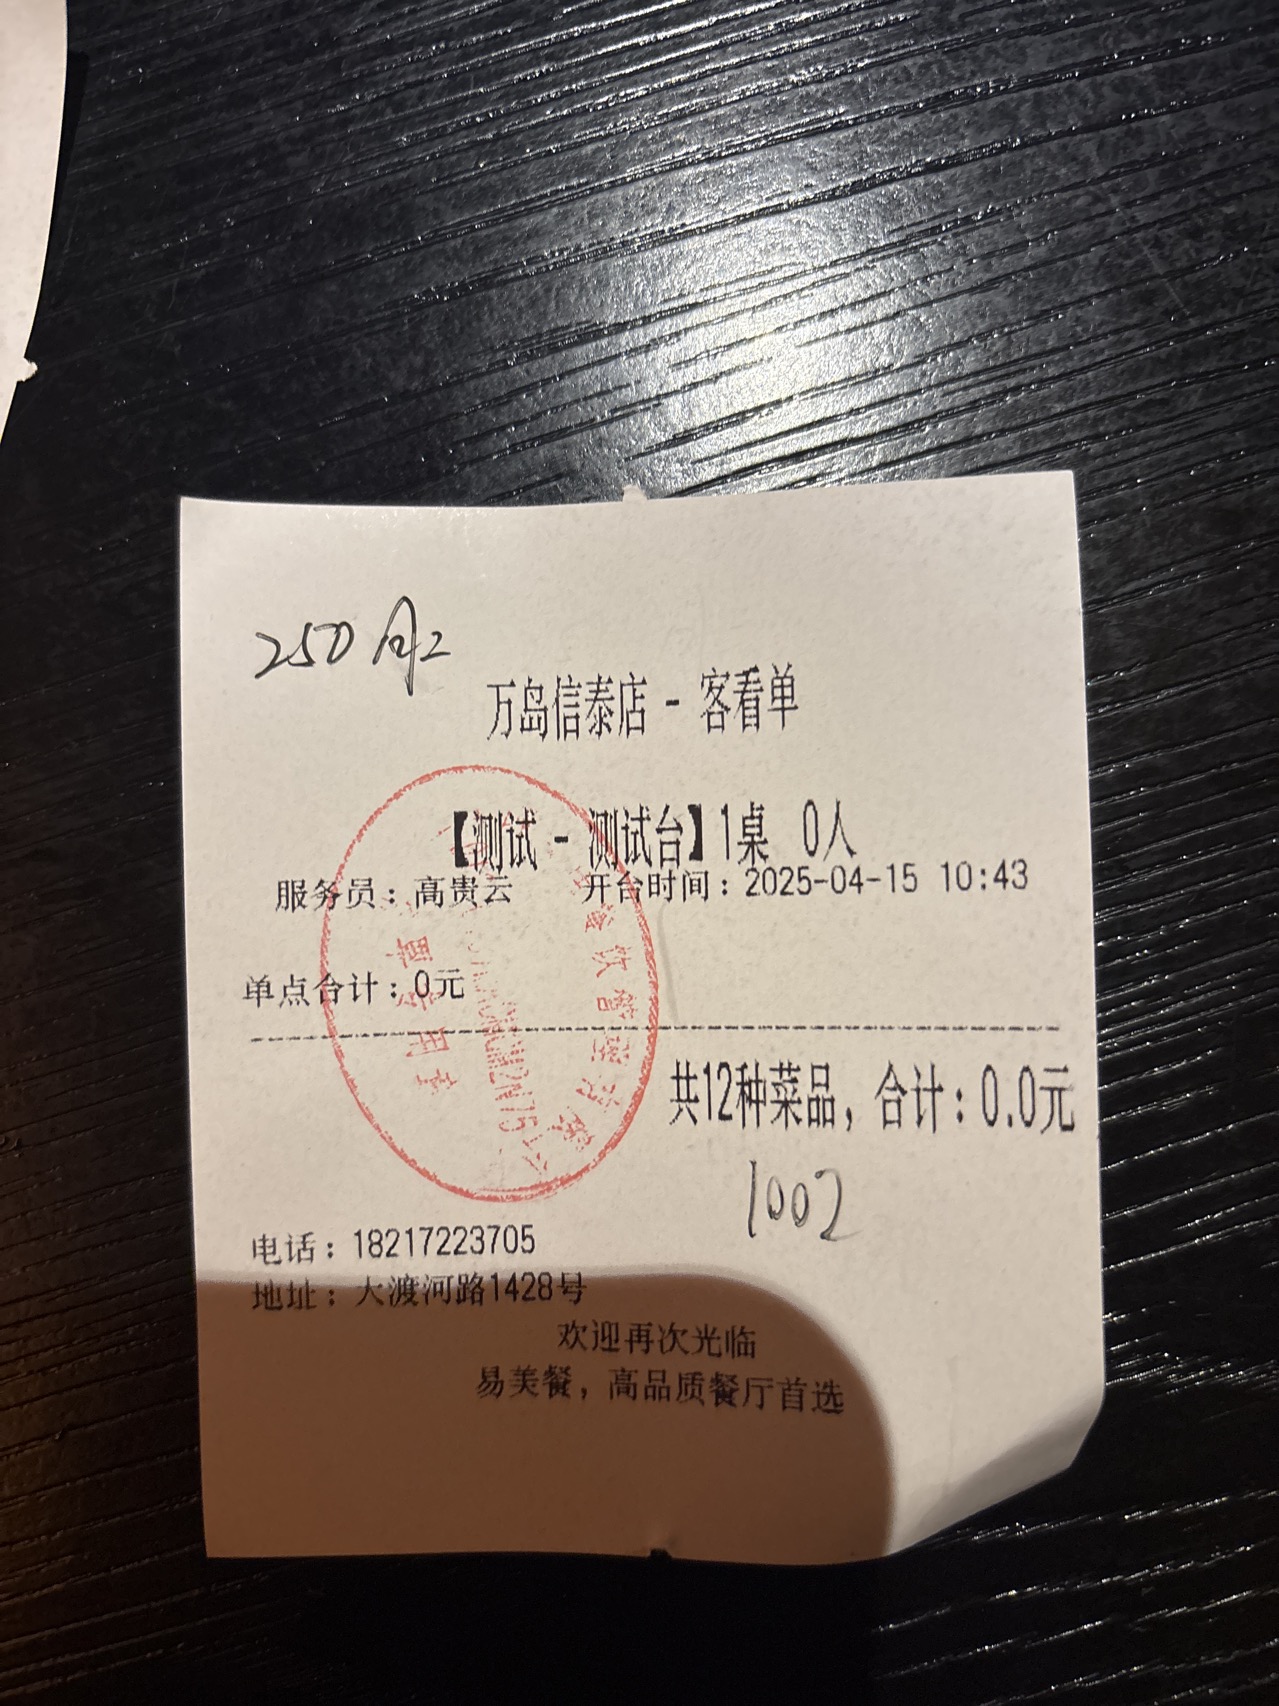 250
万岛信泰店 - 客看单
【测试 - 测试台】1桌 0人
服务员：高贵云 开台时间：2025-04-15 10:43
单点合计：0元
共12种菜品，合计：0.0元
1002
电话：18217223705
地址：大渡河路1428号
欢迎再次光临
易美餐，高品质餐厅首选